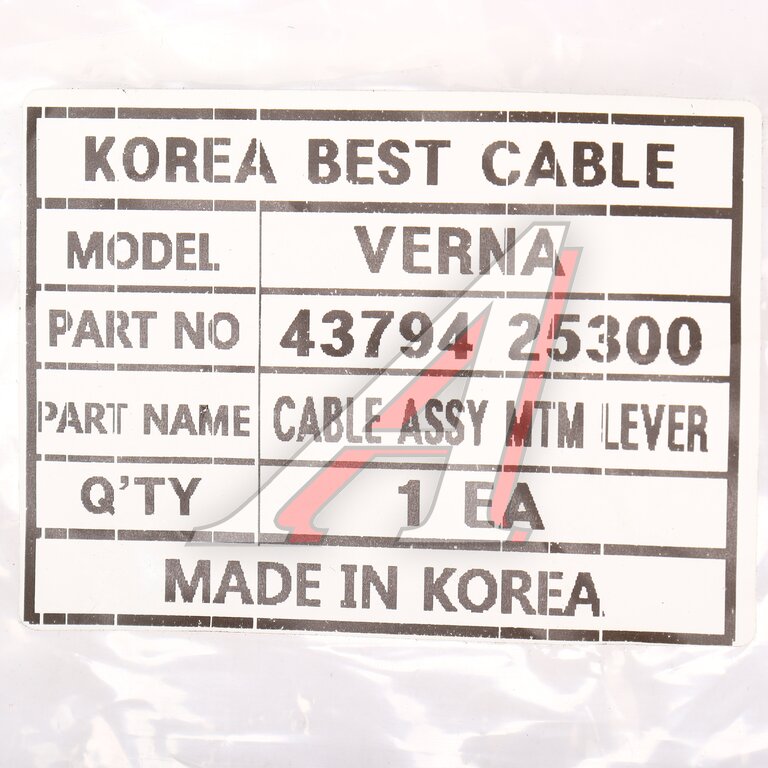 KOREA BEST CABLE
MODEL VERNA
PART NO 43794 25300
PART NAME CABLE ASSY MTM LEVER
Q'TY 1 EA
MADE IN KOREA